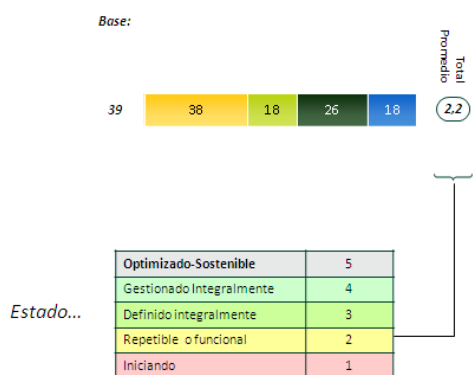 Base:
Total
Promedio
39
38
18
26
18
2,2
Optimizado-Sostenible 5
Gestionado Integralmente 4
Definido integralmente 3
Repetible o funcional 2
Iniciando 1
Estado...